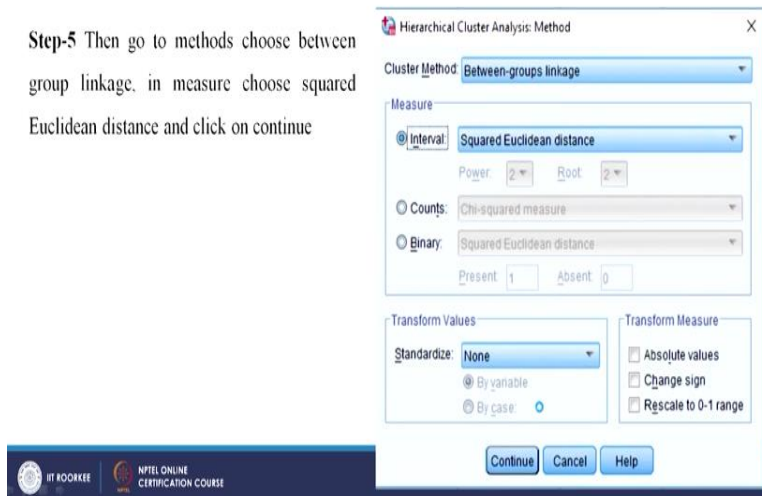 Step-5 Then go to methods choose between
group linkage, in measure choose squared
Euclidean distance and click on continue
Hierarchical Cluster Analysis: Method
Cluster Method: Between-groups linkage
Measure
Interval: Squared Euclidean distance
Power: 2 Root: 2
Counts: Chi-squared measure
Binary: Squared Euclidean distance
Present: 1 Absent: 0
Transform Values
Standardize: None
By variable
By case:
Transform Measure
Absolute values
Change sign
Rescale to 0-1 range
Continue Cancel Help
IIT ROORKEE
NPTEL ONLINE
CERTIFICATION COURSE